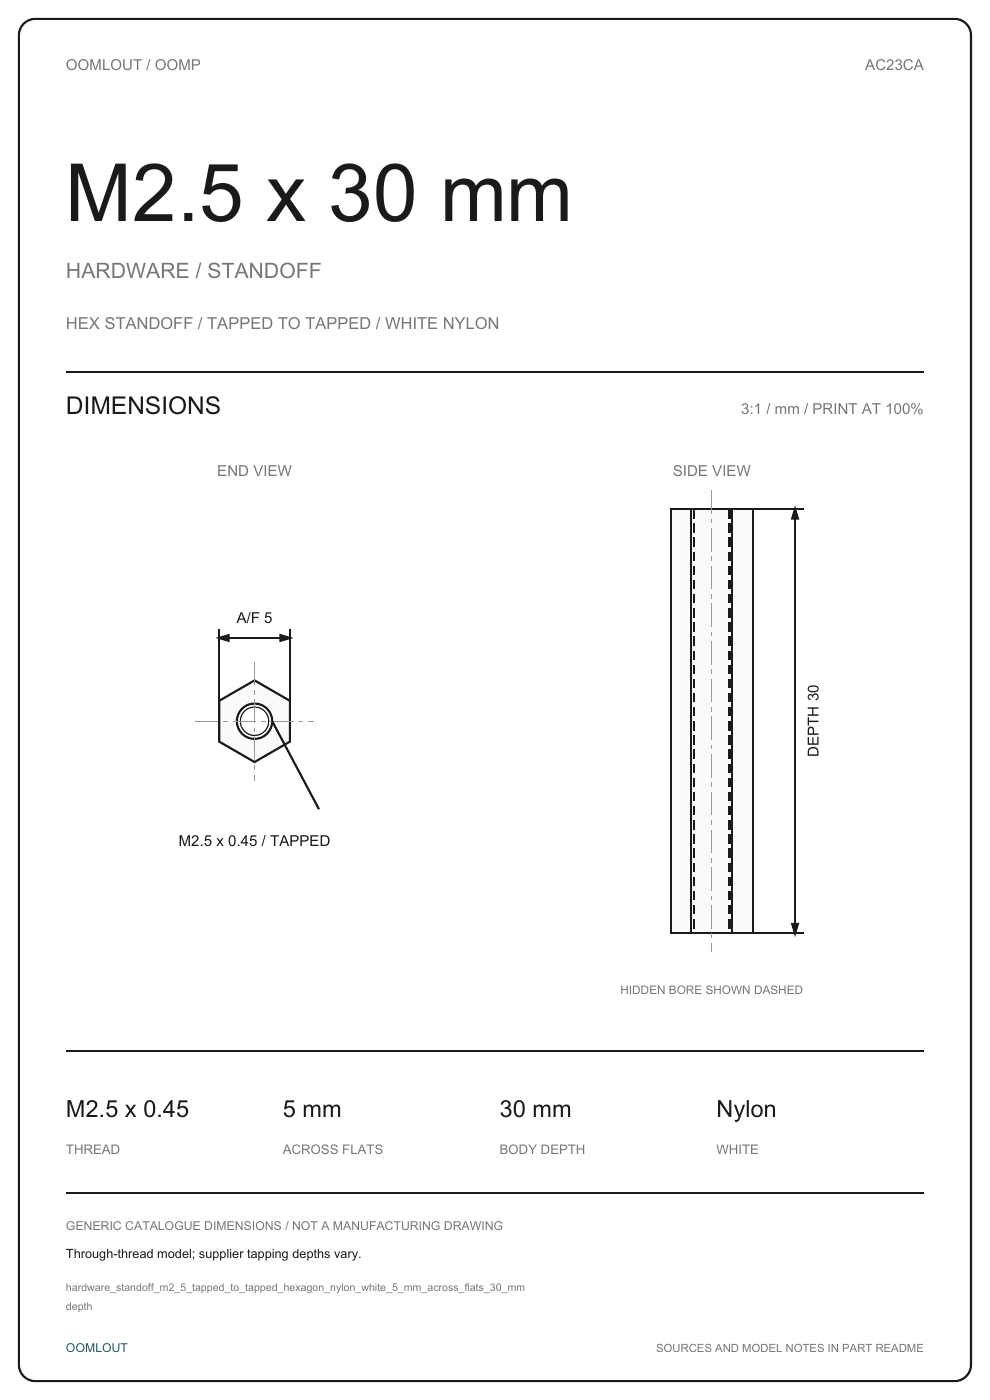 OOMLOUT / OOMP
AC23CA
M2.5 x 30 mm
HARDWARE / STANDOFF
HEX STANDOFF / TAPPED TO TAPPED / WHITE NYLON
DIMENSIONS
3:1 / mm / PRINT AT 100%
END VIEW
SIDE VIEW
A/F 5
DEPTH 30
M2.5 x 0.45 / TAPPED
HIDDEN BORE SHOWN DASHED
M2.5 x 0.45
5 mm
30 mm
Nylon
THREAD
ACROSS FLATS
BODY DEPTH
WHITE
GENERIC CATALOGUE DIMENSIONS / NOT A MANUFACTURING DRAWING
Through-thread model; supplier tapping depths vary.
hardware_standoff_m2_5_tapped_to_tapped_hexagon_nylon_white_5_mm_across_flats_30_mm
depth
OOMLOUT
SOURCES AND MODEL NOTES IN PART README